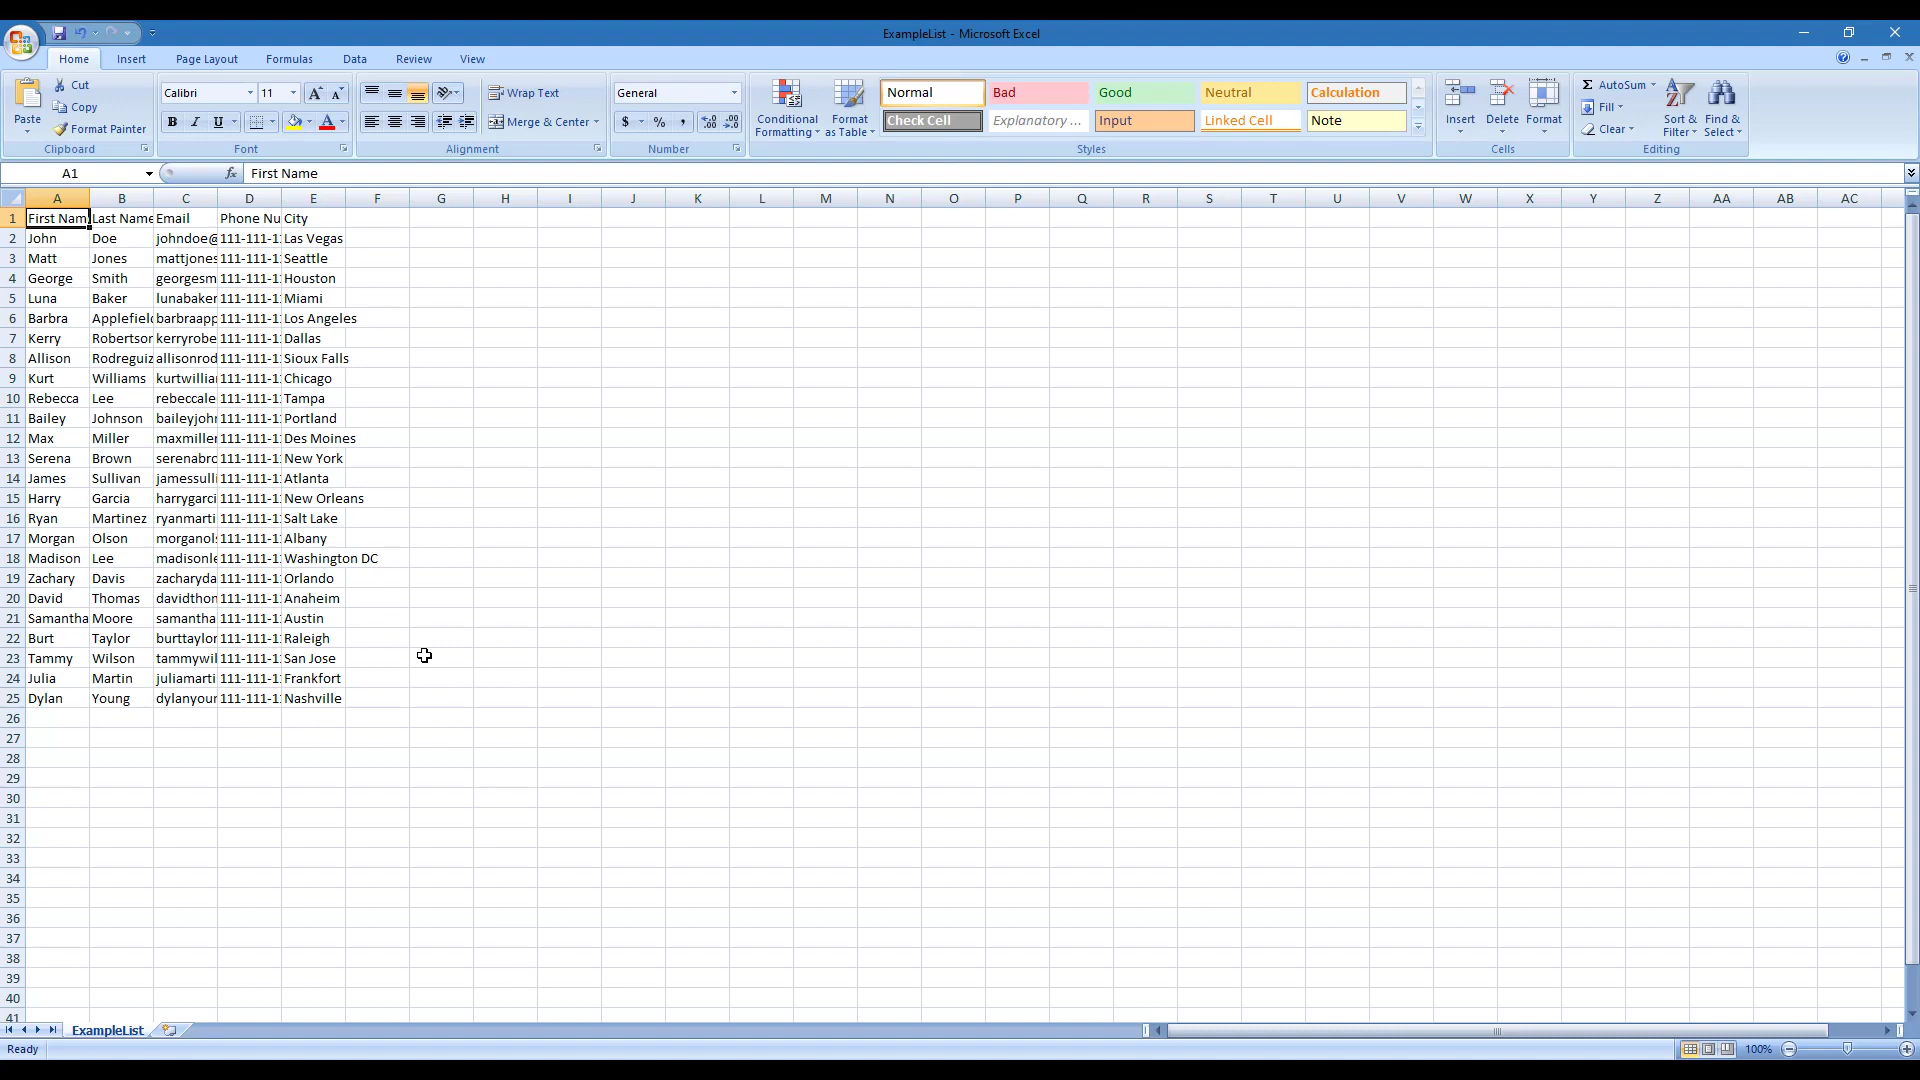 ExampleList - Microsoft Excel
Home Insert Page Layout Formulas Data Review View
Paste Cut Copy Format Painter Clipboard
Calibri 11 B I U Font
Wrap Text Merge & Center Alignment
General $ % , Number
Conditional Formatting Format as Table
Normal Bad Good Neutral Calculation
Check Cell Explanatory ... Input Linked Cell Note
Styles
Insert Delete Format Cells
AutoSum Fill Clear Sort & Filter Find & Select Editing
A1 fx First Name
A B C D E F G H I J K L M N O P Q R S T U V W X Y Z AA AB AC
1 First Nam Last Name Email Phone Nu City
2 John Doe johndoe@ 111-111-1 Las Vegas
3 Matt Jones mattjones 111-111-1 Seattle
4 George Smith georgesm 111-111-1 Houston
5 Luna Baker lunabaker 111-111-1 Miami
6 Barbra Applefield barbraapp 111-111-1 Los Angeles
7 Kerry Robertson kerryrobe 111-111-1 Dallas
8 Allison Rodreguiz allisonrod 111-111-1 Sioux Falls
9 Kurt Williams kurtwillia 111-111-1 Chicago
10 Rebecca Lee rebeccale 111-111-1 Tampa
11 Bailey Johnson baileyjohn 111-111-1 Portland
12 Max Miller maxmiller 111-111-1 Des Moines
13 Serena Brown serenabro 111-111-1 New York
14 James Sullivan jamessulli 111-111-1 Atlanta
15 Harry Garcia harrygarci 111-111-1 New Orleans
16 Ryan Martinez ryanmarti 111-111-1 Salt Lake
17 Morgan Olson morganols 111-111-1 Albany
18 Madison Lee madisonle 111-111-1 Washington DC
19 Zachary Davis zacharyda 111-111-1 Orlando
20 David Thomas davidthom 111-111-1 Anaheim
21 Samantha Moore samantha 111-111-1 Austin
22 Burt Taylor burttaylor 111-111-1 Raleigh
23 Tammy Wilson tammywil 111-111-1 San Jose
24 Julia Martin juliamarti 111-111-1 Frankfort
25 Dylan Young dylanyour 111-111-1 Nashville
26
27
28
29
30
31
32
33
34
35
36
37
38
39
40
41
ExampleList
Ready 100%